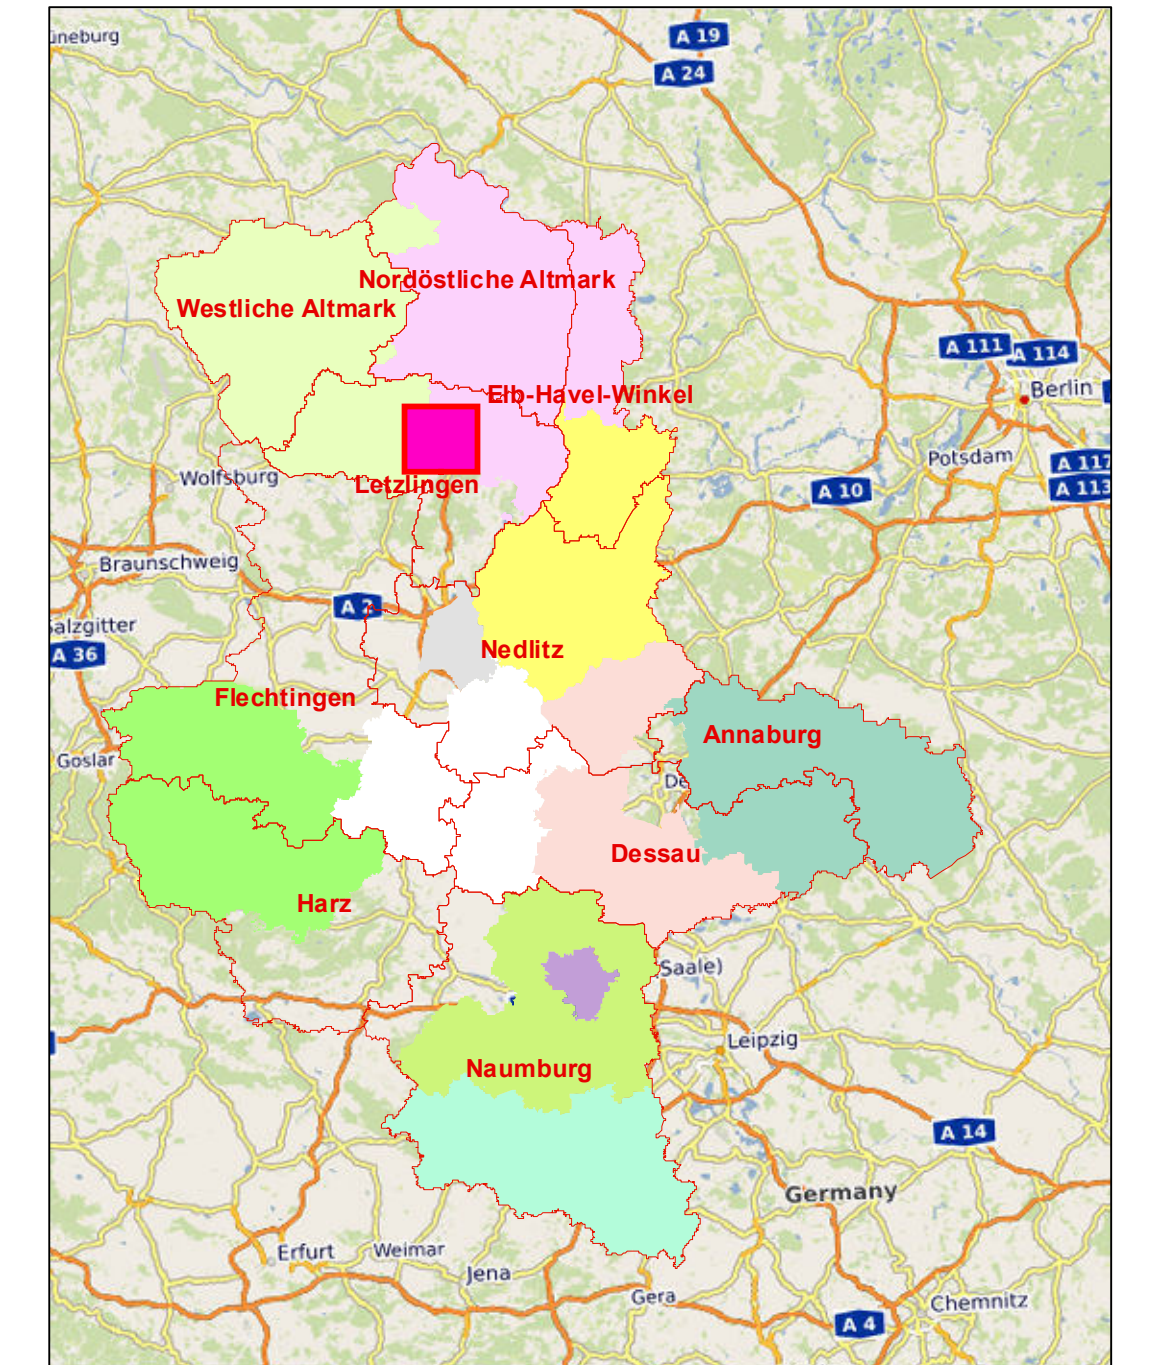 üneburg
A 19
A 24
Nordöstliche Altmark
Westliche Altmark
A 111
A 114
Berlin
Elb-Havel-Winkel
Potsdam
A 117
A 113
A 10
Wolfsburg
Letzlingen
Braunschweig
A 2
alzgitter
A 36
Nedlitz
Flechtingen
Annaburg
Goslar
De
Dessau
Harz
Saale)
Leipzig
Naumburg
A 14
Germany
Erfurt
Weimar
Jena
Gera
Chemnitz
A 4